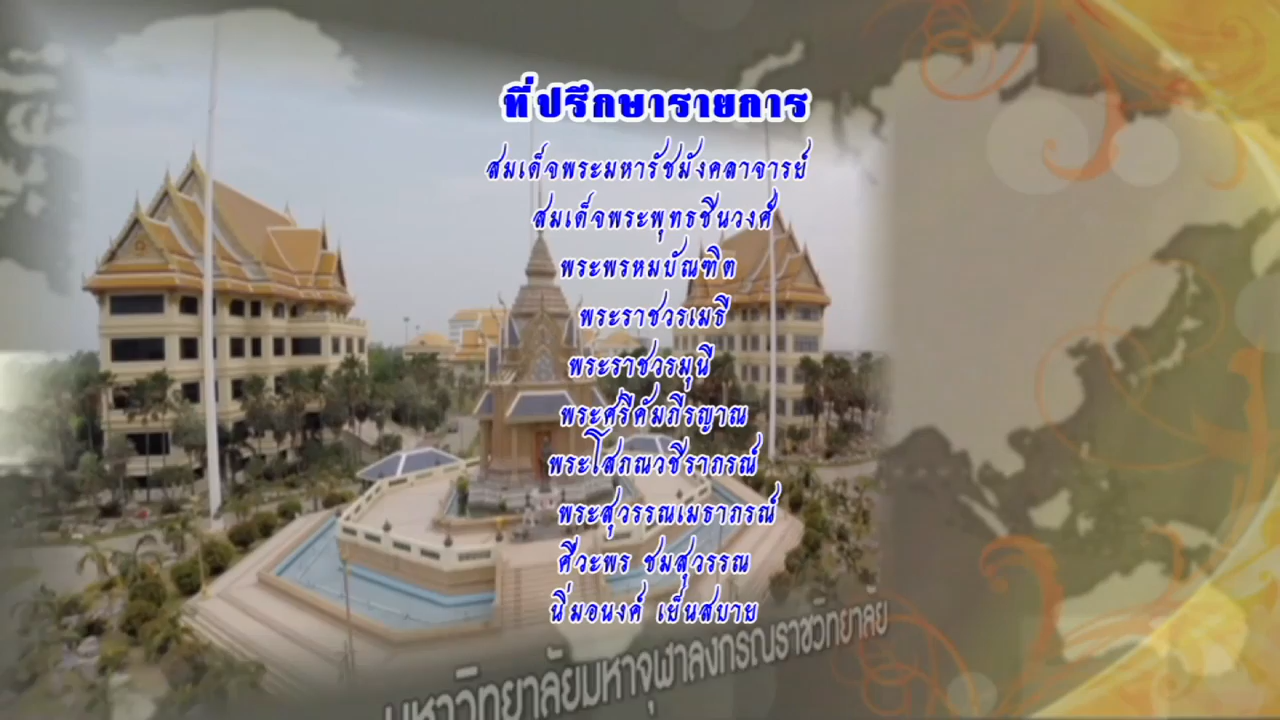 ที่ปรึกษารายการ
สมเด็จพระมหารัชมังคลาจารย์
สมเด็จพระพุทธชินวงศ์
พระพรหมบัณฑิต
พระราชวรเมธี
พระราชวรมุนี
พระศรีคัมภีรญาณ
พระโสภณวชิราภรณ์
พระสุวรรณเมธาภรณ์
ศิวะพร ชมสุวรรณ
นิ่มอนงค์ เย็นสบาย
มหาวิทยาลัยมหาจุฬาลงกรณราชวิทยาลัย